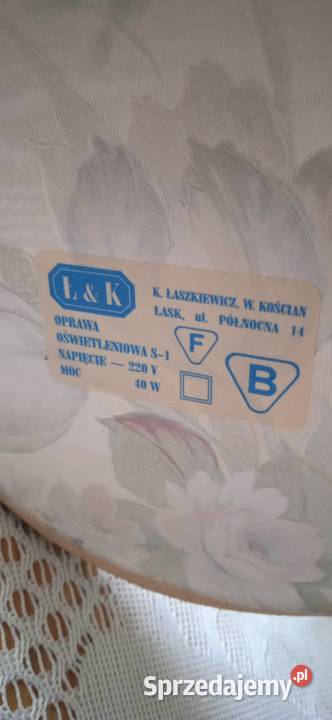 Ł & K
K. ŁASZKIEWICZ, W. KOŚCIAN
ŁASK, ul. PÓŁNOCNA 14
OPRAWA
OŚWIETLENIOWA S-1
NAPIĘCIE — 220 V
MOC 40 W
F
B
Sprzedajemy.pl